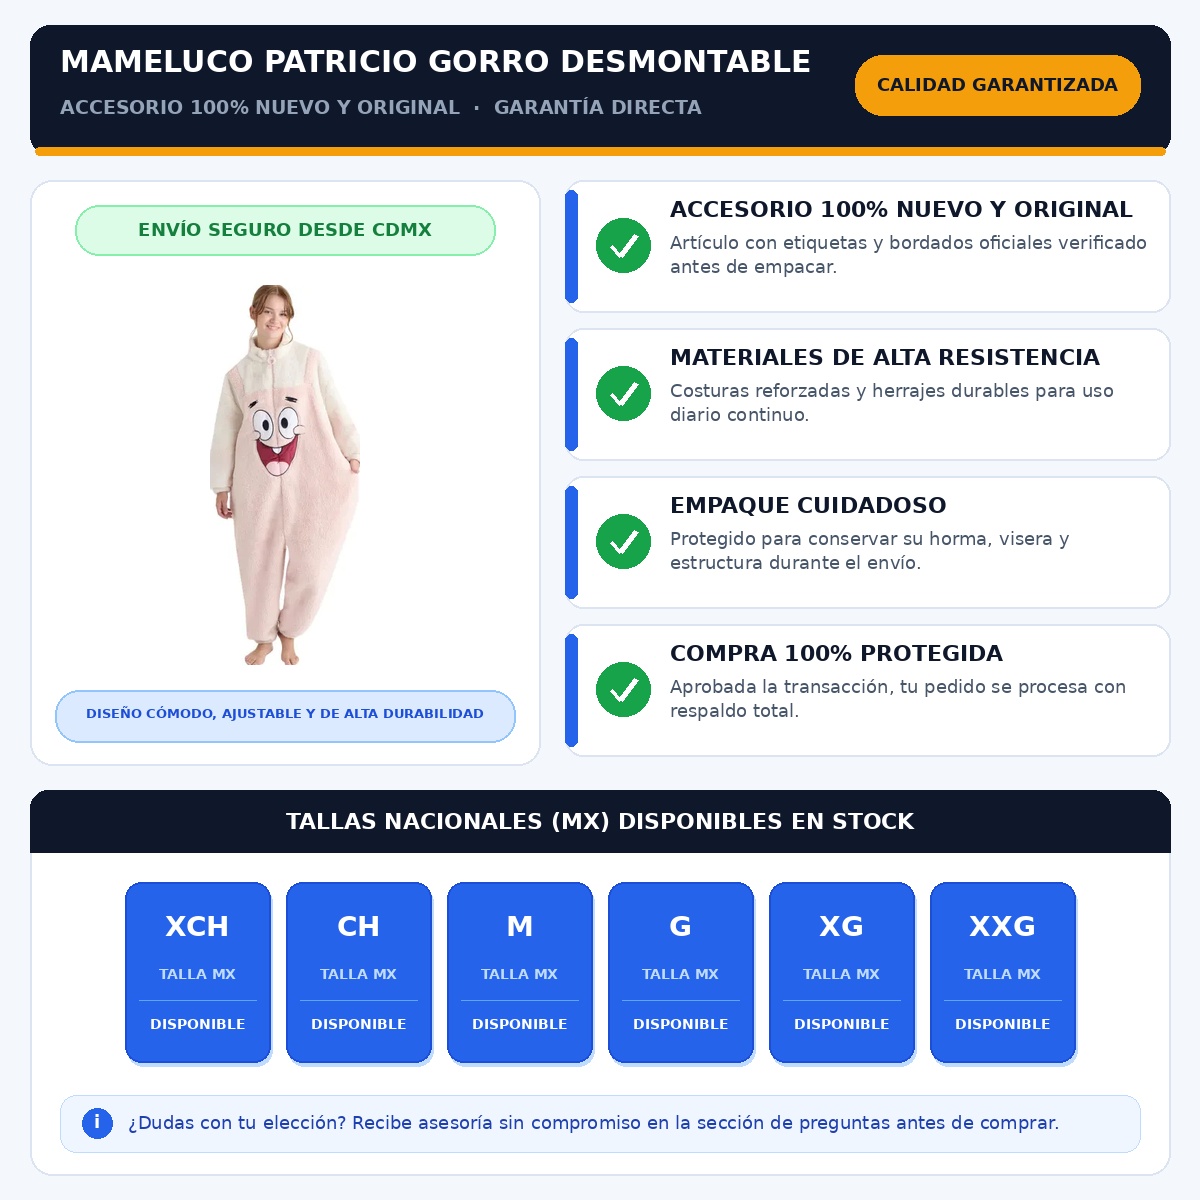 MAMELUCO PATRICIO GORRO DESMONTABLE
ACCESORIO 100% NUEVO Y ORIGINAL · GARANTÍA DIRECTA
CALIDAD GARANTIZADA
ENVÍO SEGURO DESDE CDMX
DISEÑO CÓMODO, AJUSTABLE Y DE ALTA DURABILIDAD
ACCESORIO 100% NUEVO Y ORIGINAL
Artículo con etiquetas y bordados oficiales verificado
antes de empacar.
MATERIALES DE ALTA RESISTENCIA
Costuras reforzadas y herrajes durables para uso
diario continuo.
EMPAQUE CUIDADOSO
Protegido para conservar su horma, visera y
estructura durante el envío.
COMPRA 100% PROTEGIDA
Aprobada la transacción, tu pedido se procesa con
respaldo total.
TALLAS NACIONALES (MX) DISPONIBLES EN STOCK
XCH
TALLA MX
DISPONIBLE
CH
TALLA MX
DISPONIBLE
M
TALLA MX
DISPONIBLE
G
TALLA MX
DISPONIBLE
XG
TALLA MX
DISPONIBLE
XXG
TALLA MX
DISPONIBLE
i
¿Dudas con tu elección? Recibe asesoría sin compromiso en la sección de preguntas antes de comprar.